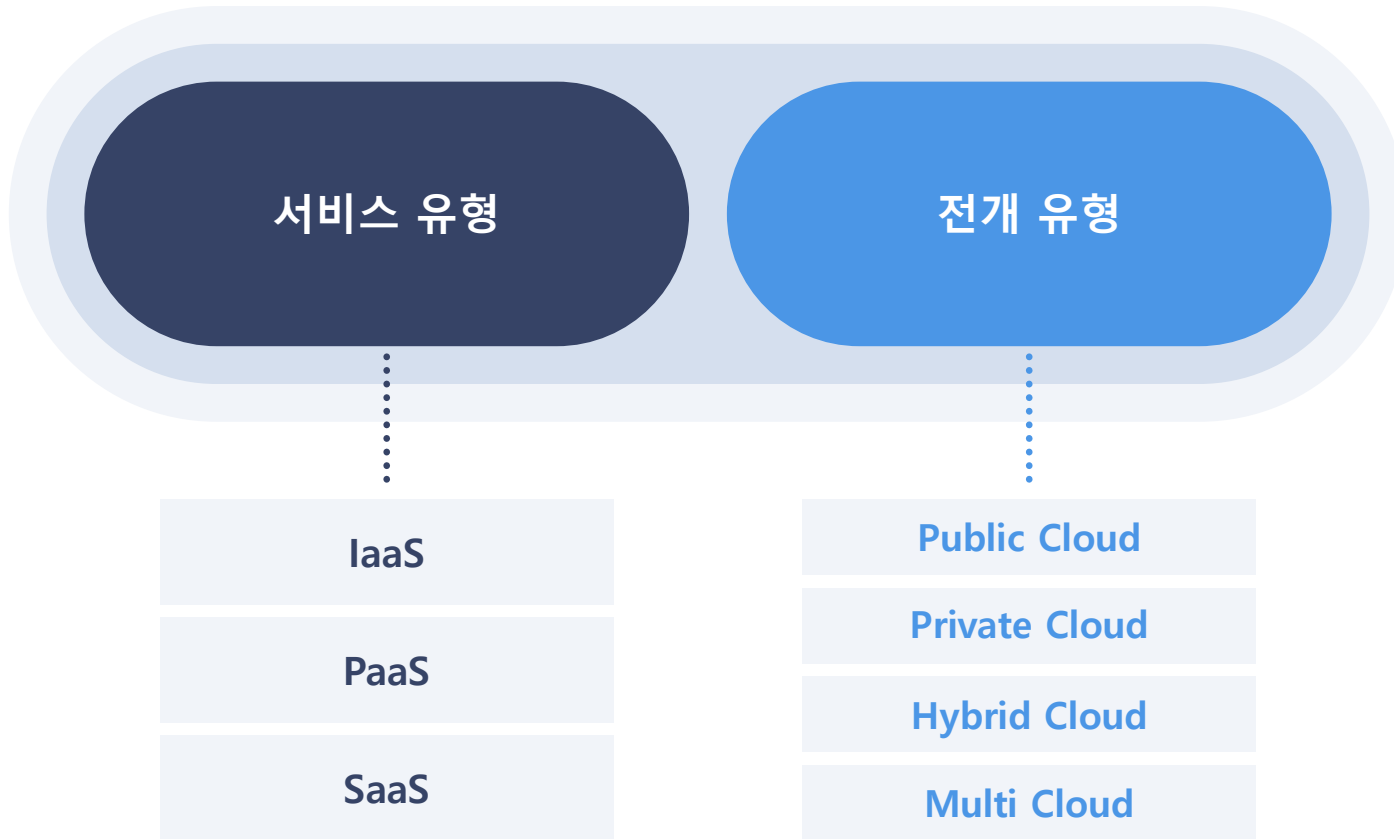 서비스 유형
전개 유형
IaaS
PaaS
SaaS
Public Cloud
Private Cloud
Hybrid Cloud
Multi Cloud